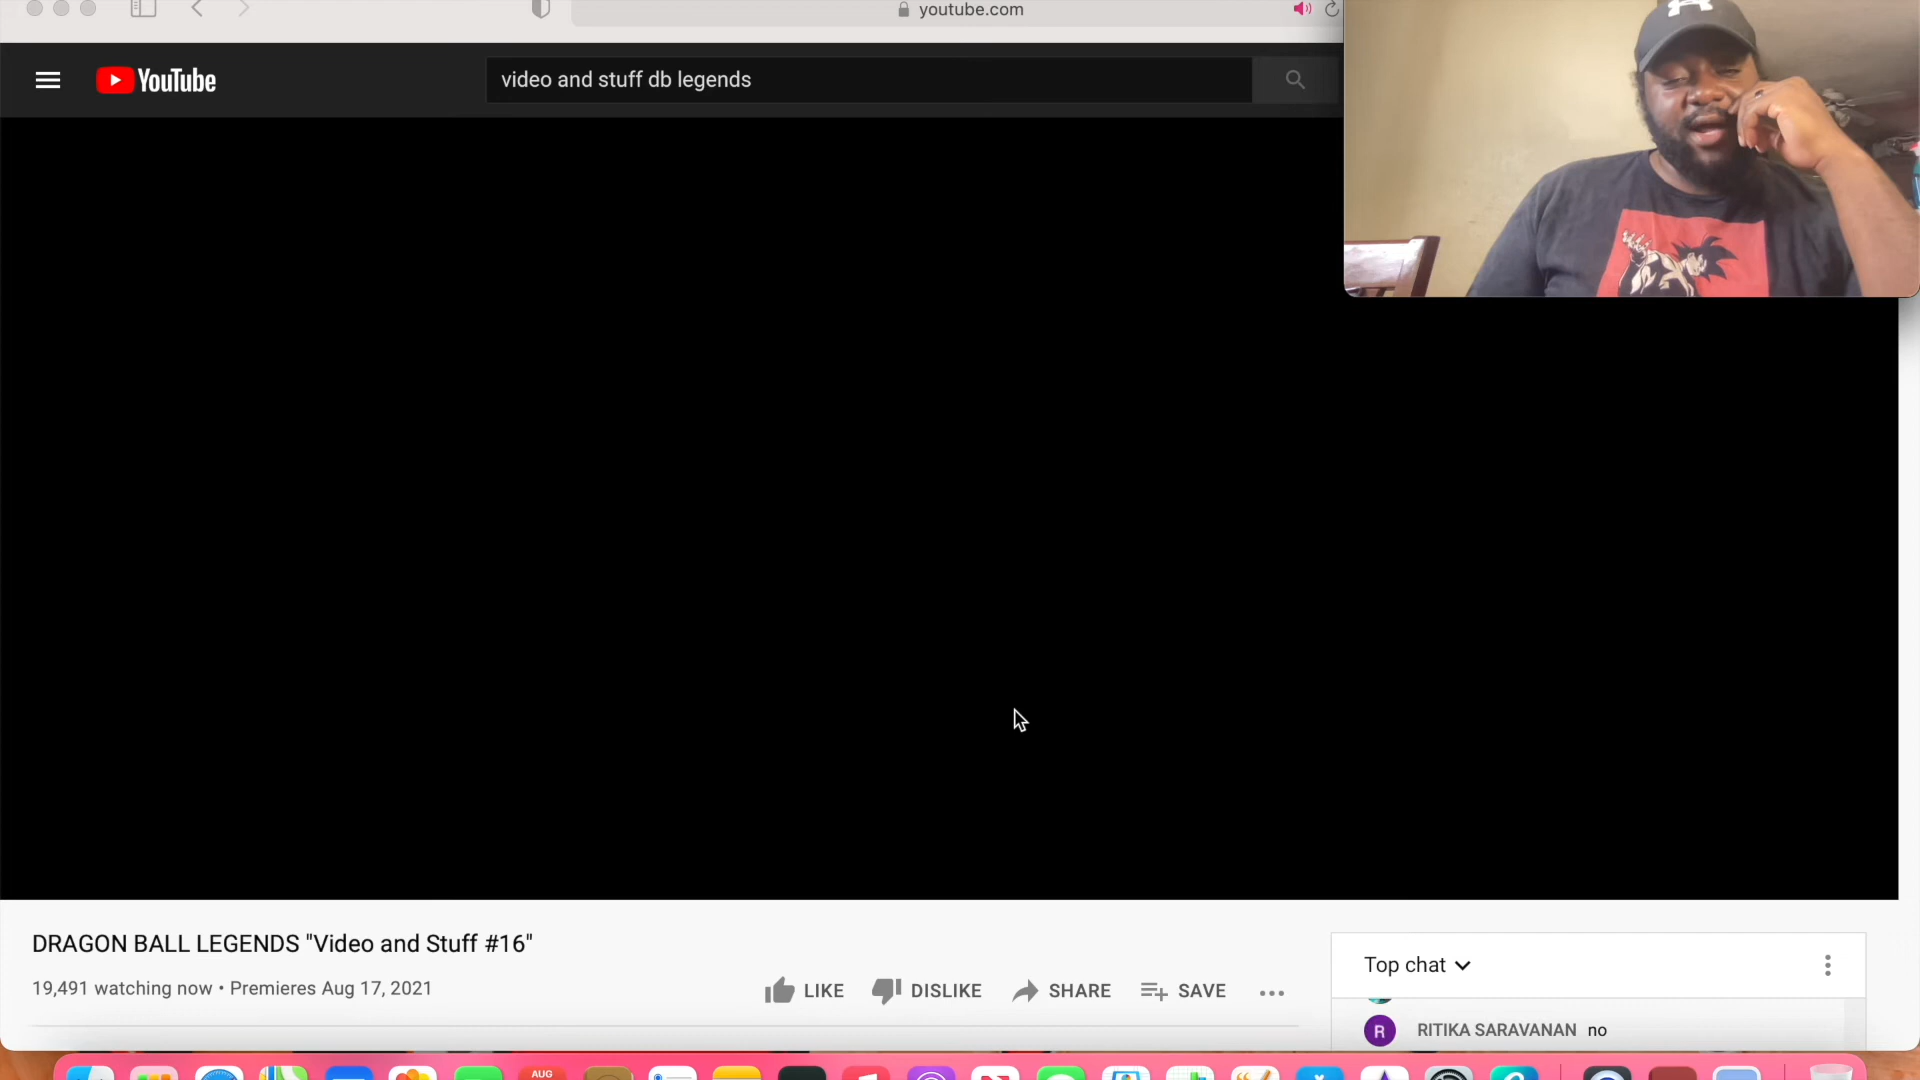 youtube.com
YouTube
video and stuff db legends
DRAGON BALL LEGENDS "Video and Stuff #16"
19,491 watching now • Premieres Aug 17, 2021
LIKE
DISLIKE
SHARE
SAVE
Top chat
R
RITIKA SARAVANAN no
AUG